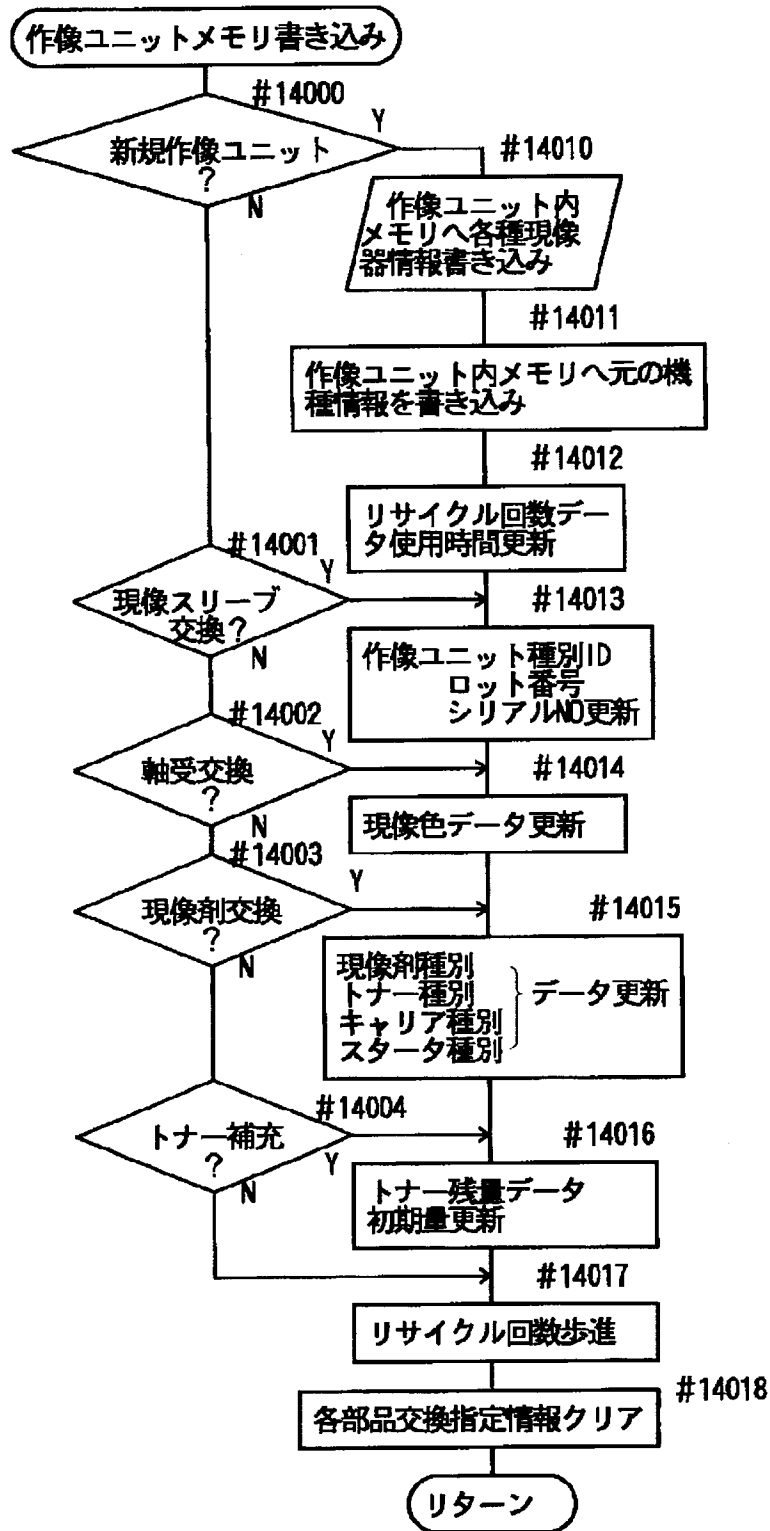 作像ユニットメモリ書き込み
#14000
新規作像ユニット
?
Y
N
#14010
作像ユニット内
メモリへ各種現像
器情報書き込み
#14011
作像ユニット内メモリへ元の機
種情報を書き込み
#14012
リサイクル回数デー
タ使用時間更新
#14001
現像スリーブ
交換?
Y
N
#14013
作像ユニット種別ID
ロット番号
シリアルNO更新
#14002
軸受交換
?
Y
N
#14014
現像色データ更新
#14003
現像剤交換
?
Y
N
#14015
現像剤種別
トナー種別
キャリア種別
スタータ種別
データ更新
#14004
トナー補充
?
Y
N
#14016
トナー残量データ
初期量更新
#14017
リサイクル回数歩進
#14018
各部品交換指定情報クリア
リターン